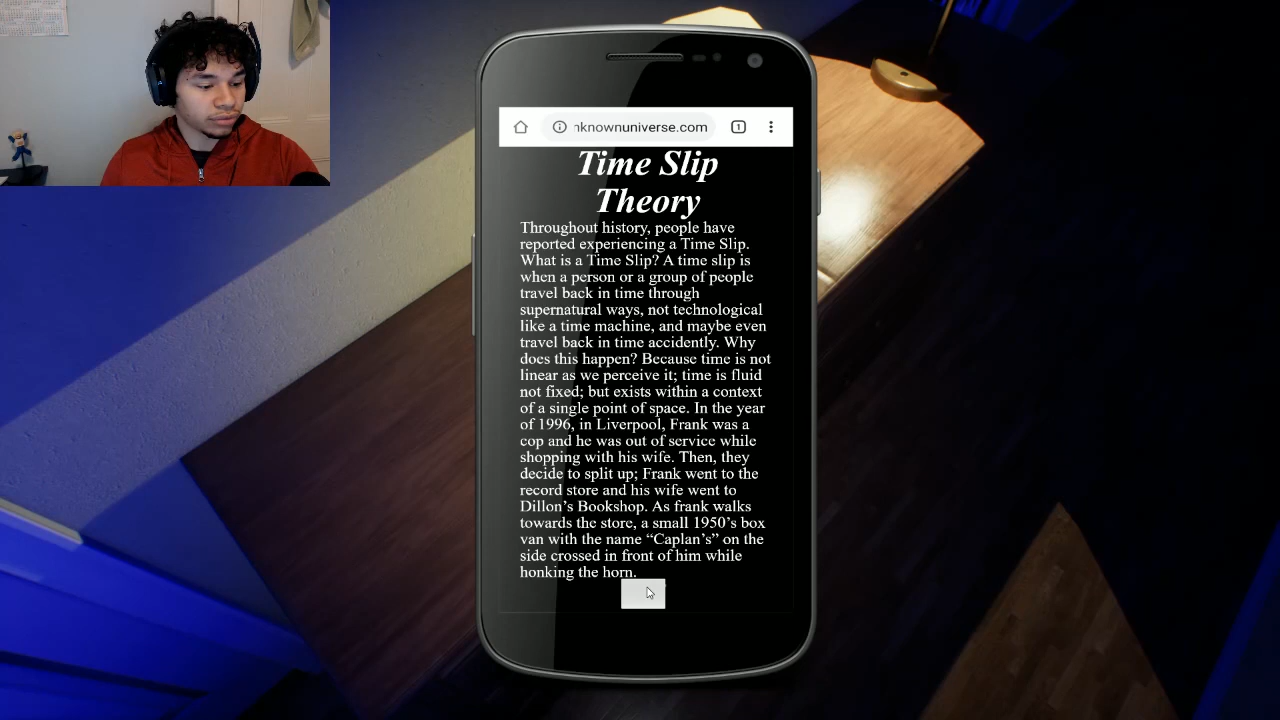 nknownuniverse.com
1
Time Slip
Theory
Throughout history, people have
reported experiencing a Time Slip.
What is a Time Slip? A time slip is
when a person or a group of people
travel back in time through
supernatural ways, not technological
like a time machine, and maybe even
travel back in time accidently. Why
does this happen? Because time is not
linear as we perceive it; time is fluid
not fixed; but exists within a context
of a single point of space. In the year
of 1996, in Liverpool, Frank was a
cop and he was out of service while
shopping with his wife. Then, they
decide to split up; Frank went to the
record store and his wife went to
Dillon’s Bookshop. As frank walks
towards the store, a small 1950’s box
van with the name “Caplan’s” on the
side crossed in front of him while
honking the horn.